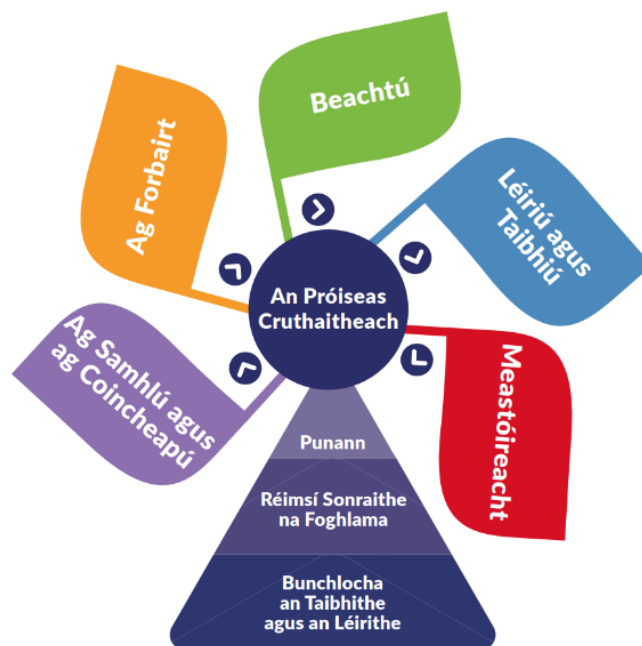 Beachtú
Ag Forbairt
Léiriú agus
Taibhiú
An Próiseas
Cruthaitheach
Ag Samhlú agus
ag Coincheapú
Meastóireacht
Punann
Réimsí Sonraithe
na Foghlama
Bunchlocha
an Taibhithe
agus an Léirithe